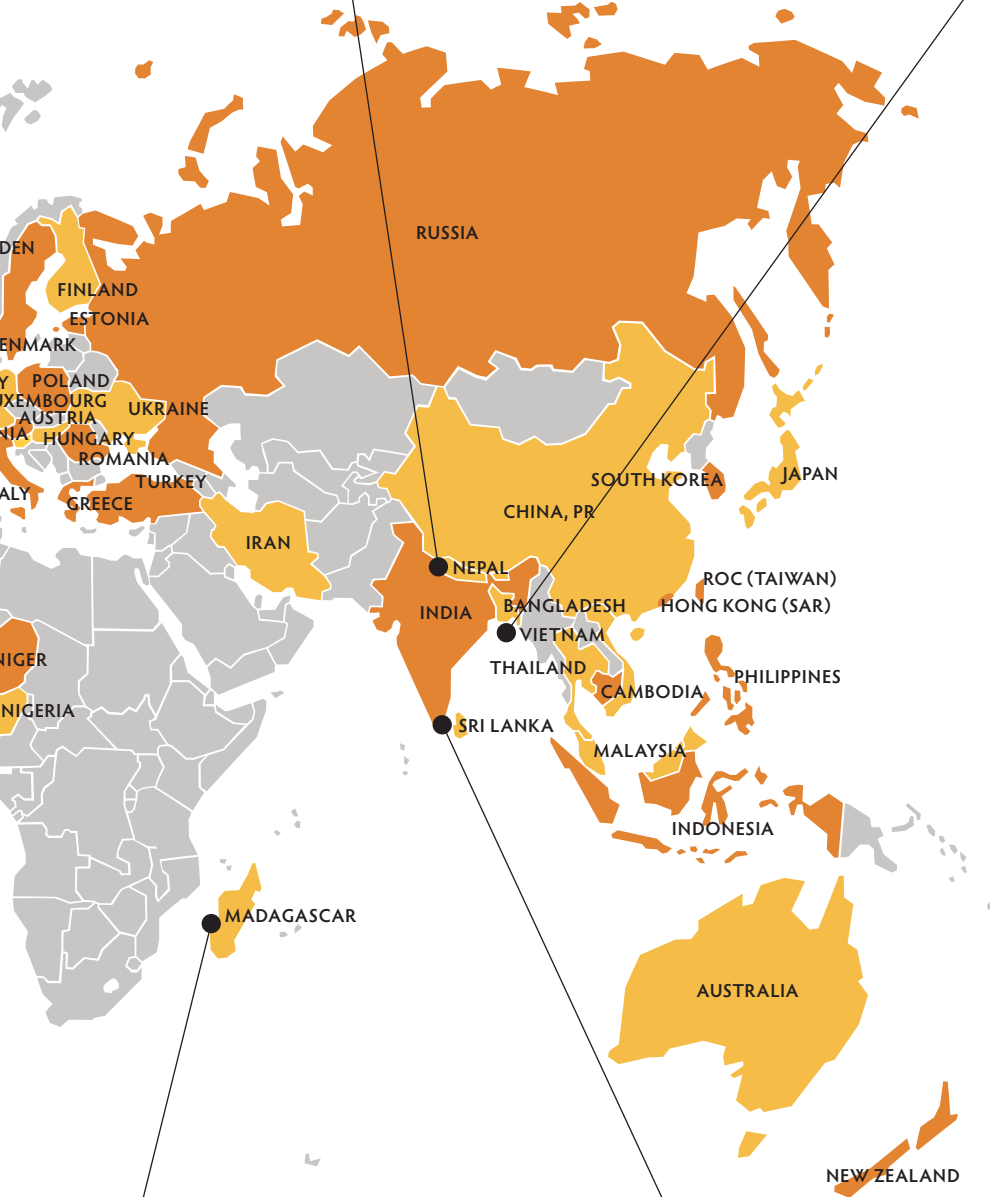 RUSSIA
DEN
FINLAND
ESTONIA
ENMARK
Y
POLAND
UXEMBOURG
UKRAINE
AUSTRIA
NIA
HUNGARY
ROMANIA
TURKEY
ALY
GREECE
SOUTH KOREA
JAPAN
CHINA, PR
IRAN
NEPAL
ROC (TAIWAN)
BANGLADESH
HONG KONG (SAR)
INDIA
VIETNAM
NIGER
THAILAND
PHILIPPINES
CAMBODIA
NIGERIA
SRI LANKA
MALAYSIA
INDONESIA
MADAGASCAR
AUSTRALIA
NEW ZEALAND